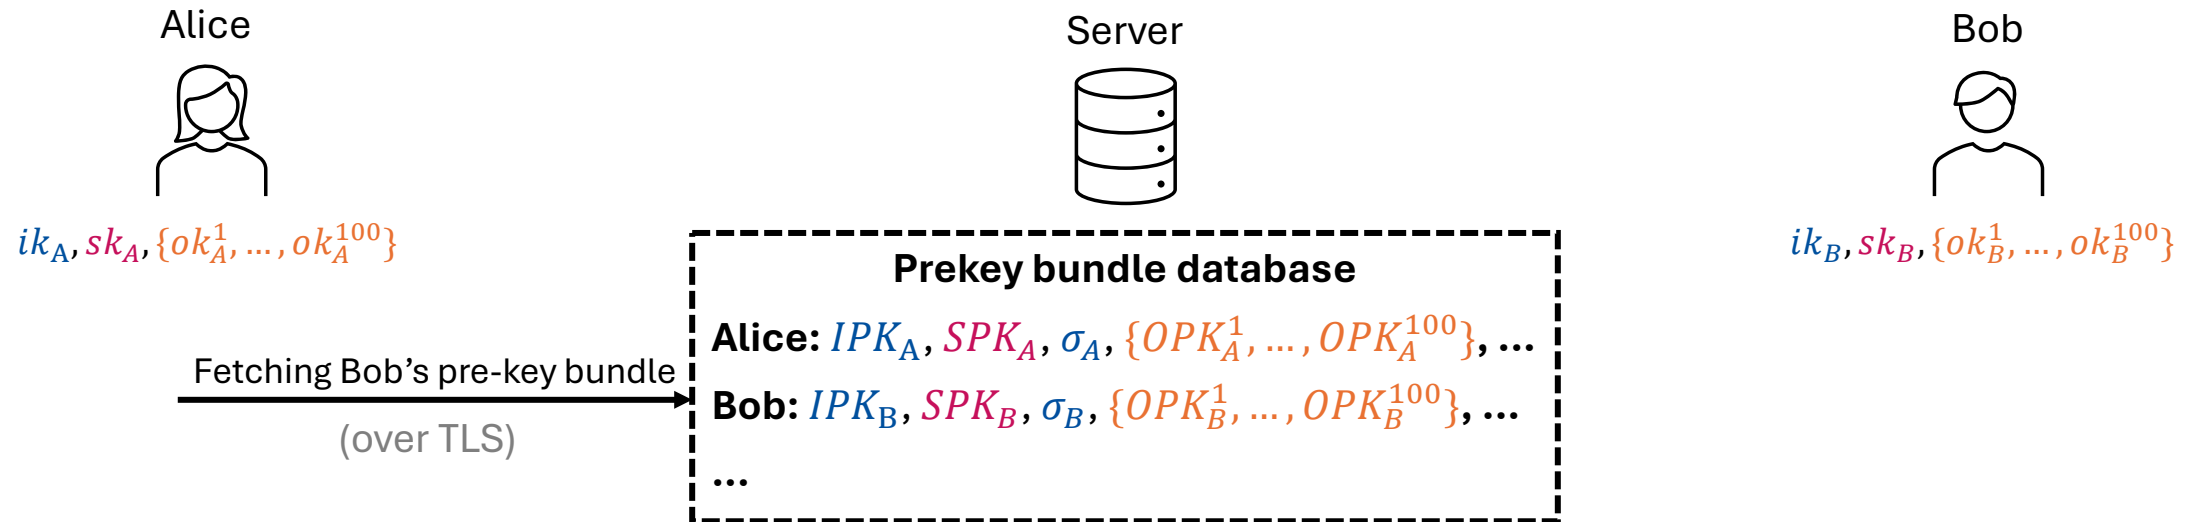 Alice
Server
Bob
ik_A, sk_A, {ok_A^1, ..., ok_A^100}
ik_B, sk_B, {ok_B^1, ..., ok_B^100}
Prekey bundle database
Alice: IPK_A, SPK_A, σ_A, {OPK_A^1, ..., OPK_A^100}, ...
Fetching Bob’s pre-key bundle
(over TLS)
Bob: IPK_B, SPK_B, σ_B, {OPK_B^1, ..., OPK_B^100}, ...
...